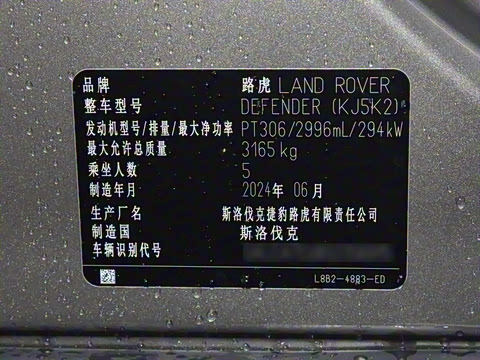 品牌 路虎 LAND ROVER
整车型号 DEFENDER (KJ5K2)
发动机型号/排量/最大净功率 PT306/2996mL/294kW
最大允许总质量 3165 kg
乘坐人数 5
制造年月 2024年 06月
生产厂名 斯洛伐克捷豹路虎有限责任公司
制造国 斯洛伐克
车辆识别代号
L8B2-4883-ED